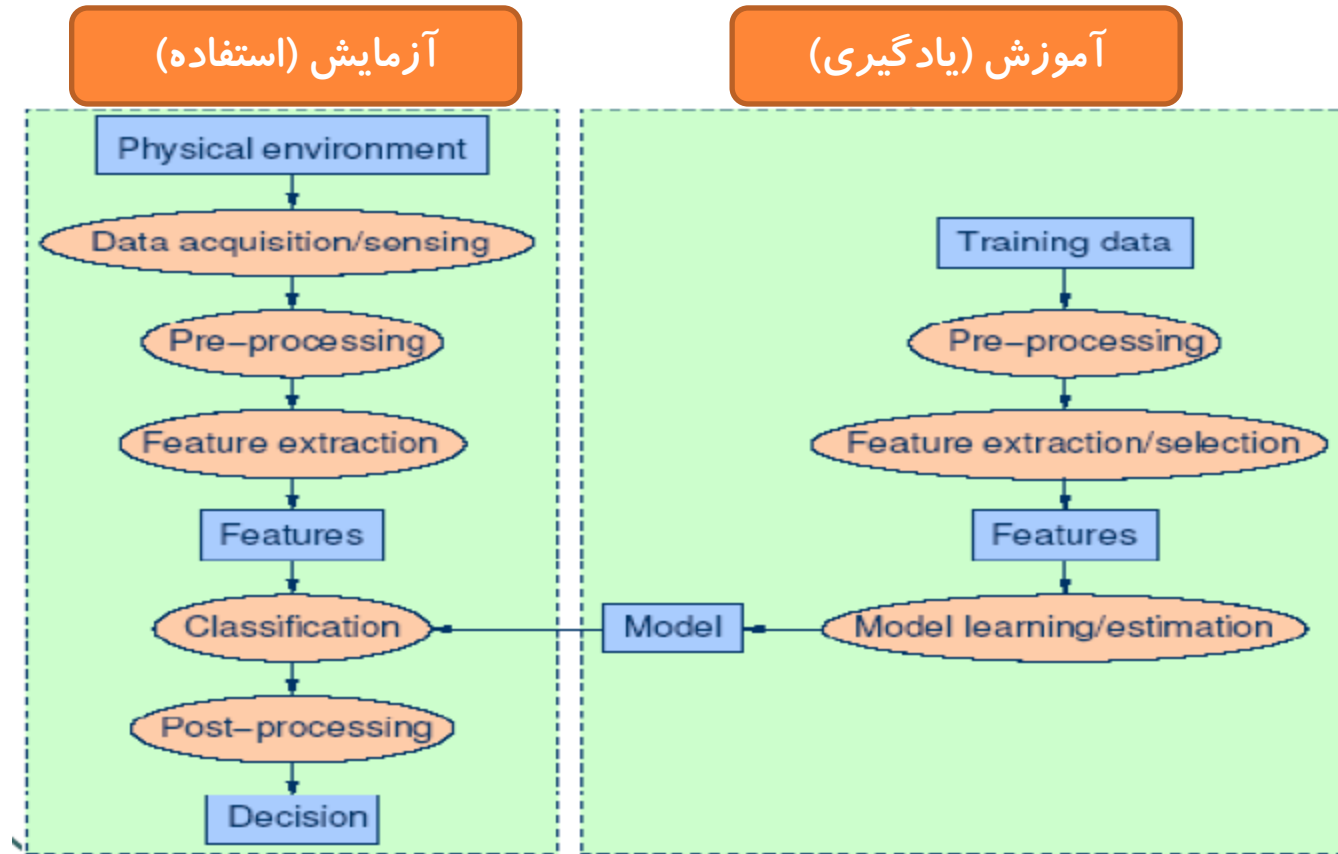 آزمایش (استفاده)
آموزش (یادگیری)
Physical environment
Data acquisition/sensing
Pre-processing
Feature extraction
Features
Classification
Post-processing
Decision
Training data
Pre-processing
Feature extraction/selection
Features
Model learning/estimation
Model